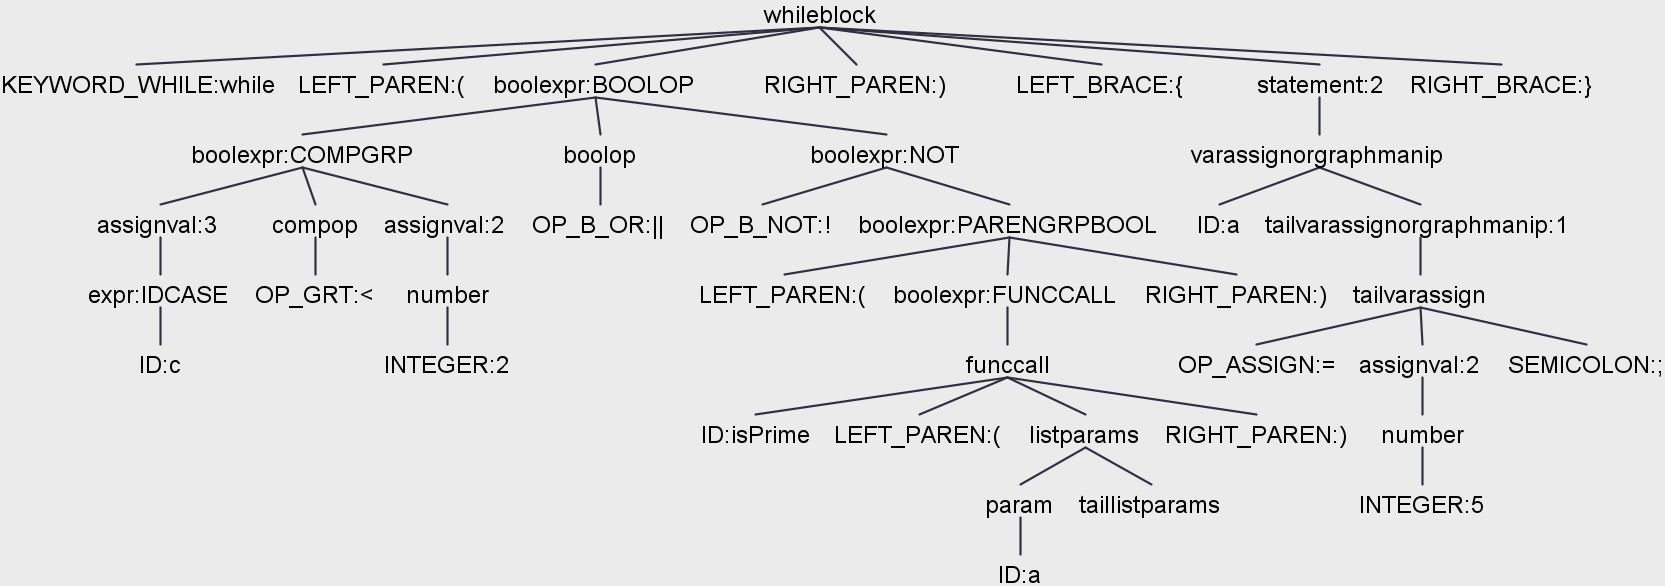 whileblock
KEYWORD_WHILE:while LEFT_PAREN:( boolexpr:BOOLOP RIGHT_PAREN:) LEFT_BRACE:{ statement:2 RIGHT_BRACE:}
boolexpr:COMPGRP boolop boolexpr:NOT varassignorgraphmanip
assignval:3 compop assignval:2 OP_B_OR:|| OP_B_NOT:! boolexpr:PARENGRPBOOL ID:a tailvarassignorgraphmanip:1
expr:IDCASE OP_GRT:< number LEFT_PAREN:( boolexpr:FUNCCALL RIGHT_PAREN:) tailvarassign
ID:c INTEGER:2 funccall OP_ASSIGN:= assignval:2 SEMICOLON:;
ID:isPrime LEFT_PAREN:( listparams RIGHT_PAREN:) number
param taillistparams INTEGER:5
ID:a